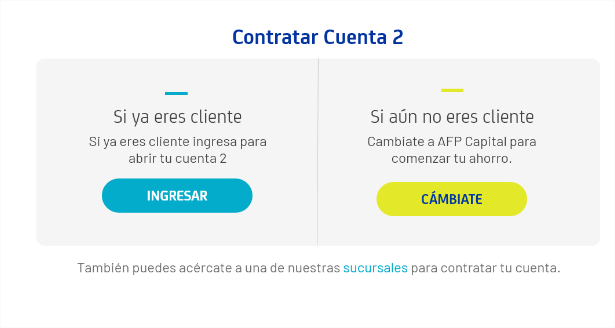 Contratar Cuenta 2
Si ya eres cliente
Si ya eres cliente ingresa para
abrir tu cuenta 2
INGRESAR
Si aún no eres cliente
Cambiate a AFP Capital para
comenzar tu ahorro.
CÁMBIATE
También puedes acércate a una de nuestras sucursales para contratar tu cuenta.